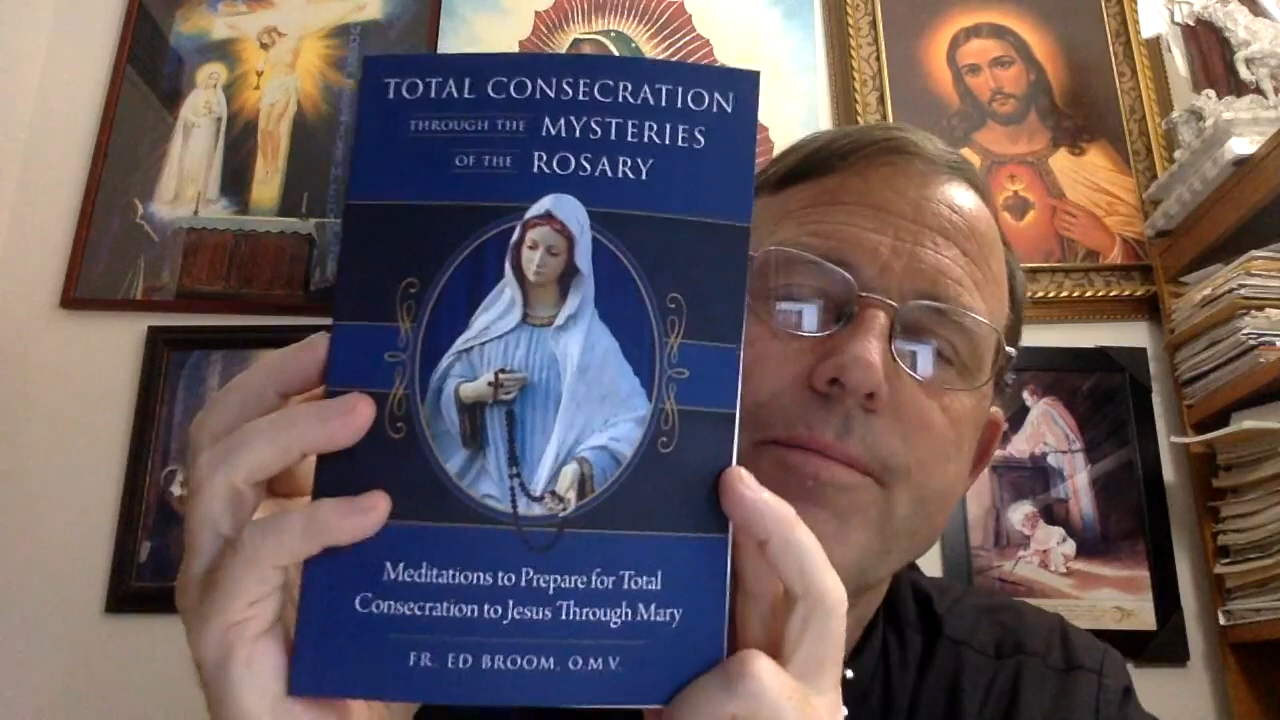 TOTAL CONSECRATION
THROUGH THE MYSTERIES
OF THE ROSARY
Meditations to Prepare for Total
Consecration to Jesus Through Mary
FR. ED BROOM, O.M.V.